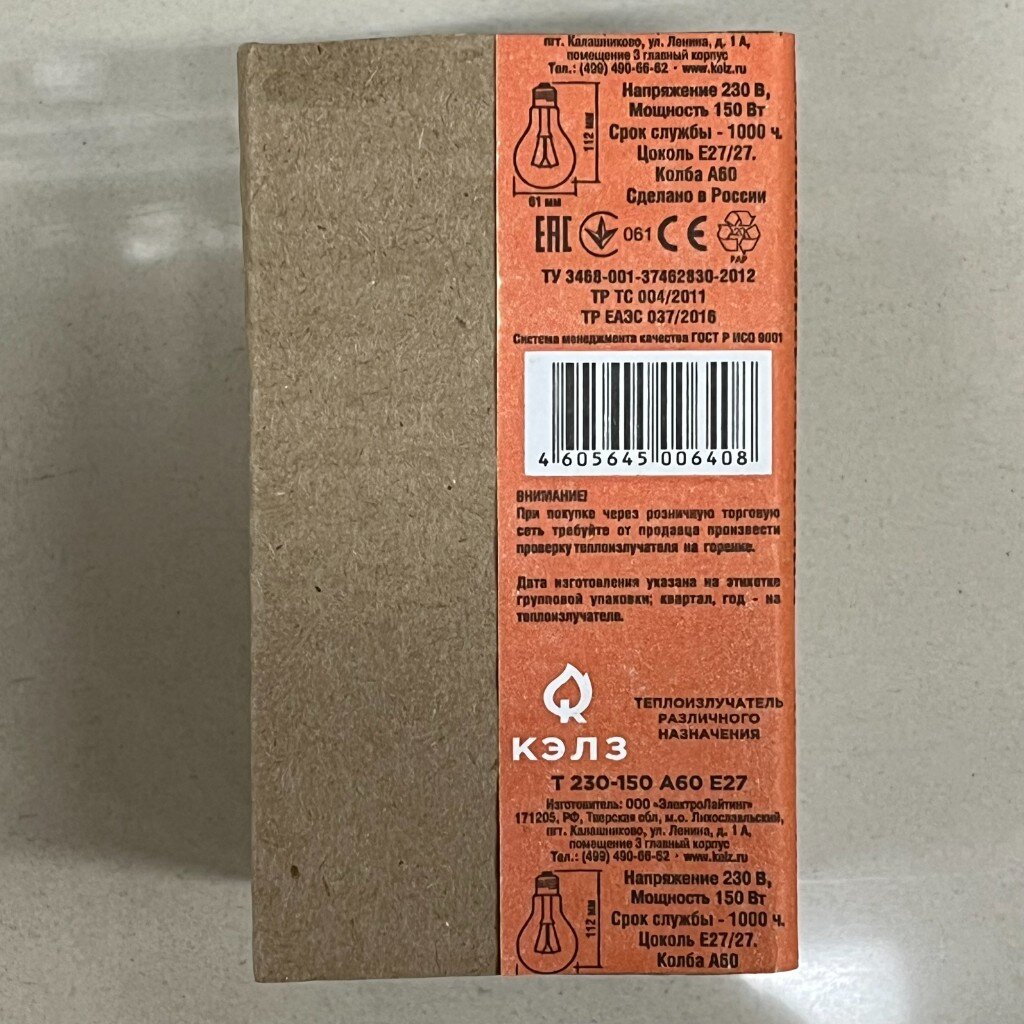 пгт. Калашниково, ул. Ленина, д. 1 А,
помещение 3 главный корпус
Тел.: (499) 490-66-62 · www.kelz.ru
Напряжение 230 В,
Мощность 150 Вт
Срок службы - 1000 ч.
Цоколь Е27/27.
Колба А60
Сделано в России
112 мм
61 мм
ЕАС 061 CE 20 PAP
ТУ 3468-001-37462830-2012
ТР ТС 004/2011
ТР ЕАЭС 037/2016
Система менеджмента качества ГОСТ Р ИСО 9001
4 605645 006408
ВНИМАНИЕ!
При покупке через розничную торговую
сеть требуйте от продавца произвести
проверку теплоизлучателя на горение.
Дата изготовления указана на этикетке
групповой упаковки; квартал, год - на
теплоизлучателе.
КЭЛЗ
ТЕПЛОИЗЛУЧАТЕЛЬ
РАЗЛИЧНОГО
НАЗНАЧЕНИЯ
Т 230-150 А60 Е27
Изготовитель: ООО «ЭлектроЛайтинг»
171205, РФ, Тверская обл, м.о. Лихославльский,
пгт. Калашниково, ул. Ленина, д. 1 А,
помещение 3 главный корпус
Тел.: (499) 490-66-62 · www.kelz.ru
Напряжение 230 В,
Мощность 150 Вт
Срок службы - 1000 ч.
Цоколь Е27/27.
Колба А60
112 мм